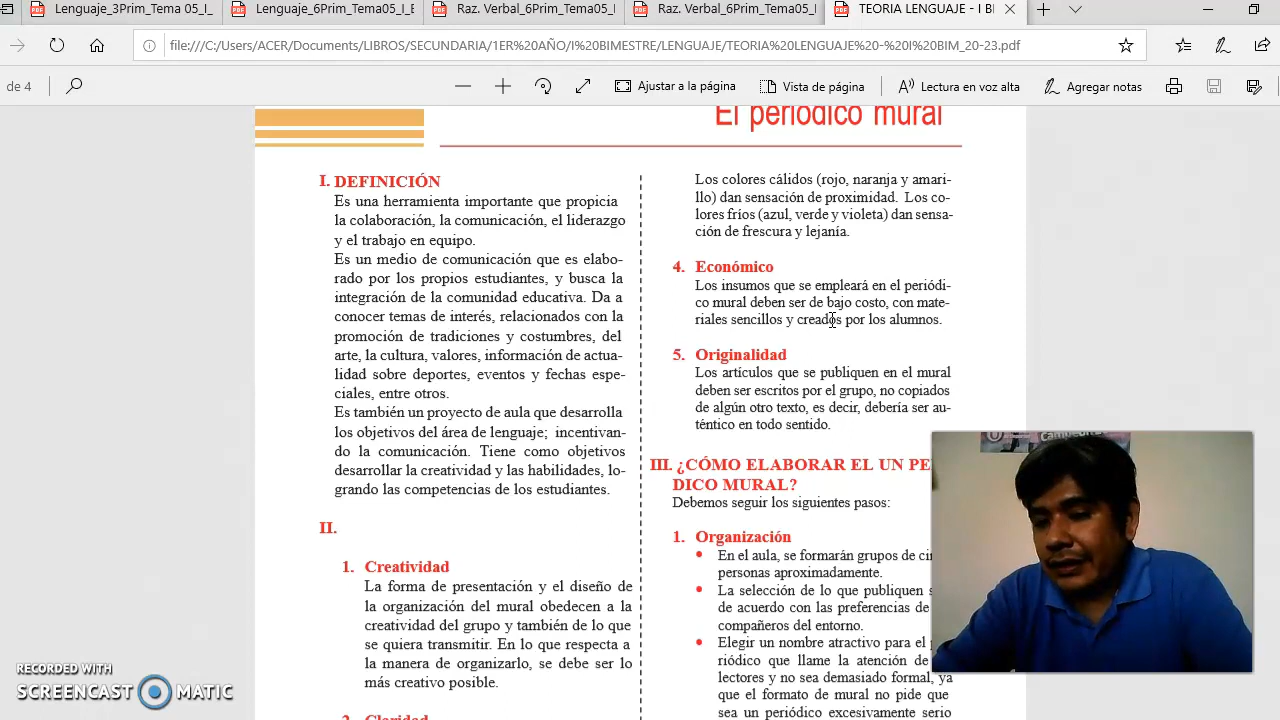 Lenguaje_3Prim_Tema 05_I
Lenguaje_6Prim_Tema05_I_E
Raz. Verbal_6Prim_Tema05_I
Raz. Verbal_6Prim_Tema05_I
TEORIA LENGUAJE - I BI
file:///C:/Users/ACER/Documents/LIBROS/SECUNDARIA/1ER%20AÑO/I%20BIMESTRE/LENGUAJE/TEORIA%20LENGUAJE%20-%20I%20BIM_20-23.pdf
de 4
Ajustar a la página
Vista de página
Lectura en voz alta
Agregar notas
El periódico mural
I. DEFINICIÓN
Es una herramienta importante que propicia
la colaboración, la comunicación, el liderazgo
y el trabajo en equipo.
Es un medio de comunicación que es elabo-
rado por los propios estudiantes, y busca la
integración de la comunidad educativa. Da a
conocer temas de interés, relacionados con la
promoción de tradiciones y costumbres, del
arte, la cultura, valores, información de actua-
lidad sobre deportes, eventos y fechas espe-
ciales, entre otros.
Es también un proyecto de aula que desarrolla
los objetivos del área de lenguaje; incentivan-
do la comunicación. Tiene como objetivos
desarrollar la creatividad y las habilidades, lo-
grando las competencias de los estudiantes.
II.
1. Creatividad
La forma de presentación y el diseño de
la organización del mural obedecen a la
creatividad del grupo y también de lo que
se quiera transmitir. En lo que respecta a
la manera de organizarlo, se debe ser lo
más creativo posible.
2. Claridad
Los colores cálidos (rojo, naranja y amari-
llo) dan sensación de proximidad. Los co-
lores fríos (azul, verde y violeta) dan sensa-
ción de frescura y lejanía.
4. Económico
Los insumos que se empleará en el periódi-
co mural deben ser de bajo costo, con mate-
riales sencillos y creados por los alumnos.
5. Originalidad
Los artículos que se publiquen en el mural
deben ser escritos por el grupo, no copiados
de algún otro texto, es decir, debería ser au-
téntico en todo sentido.
III. ¿CÓMO ELABORAR EL UN PE
DICO MURAL?
Debemos seguir los siguientes pasos:
1. Organización
• En el aula, se formarán grupos de cin
personas aproximadamente.
• La selección de lo que publiquen s
de acuerdo con las preferencias de
compañeros del entorno.
• Elegir un nombre atractivo para el p
riódico que llame la atención de
lectores y no sea demasiado formal, ya
que el formato de mural no pide que
sea un periódico excesivamente serio
RECORDED WITH
SCREENCAST MATIC